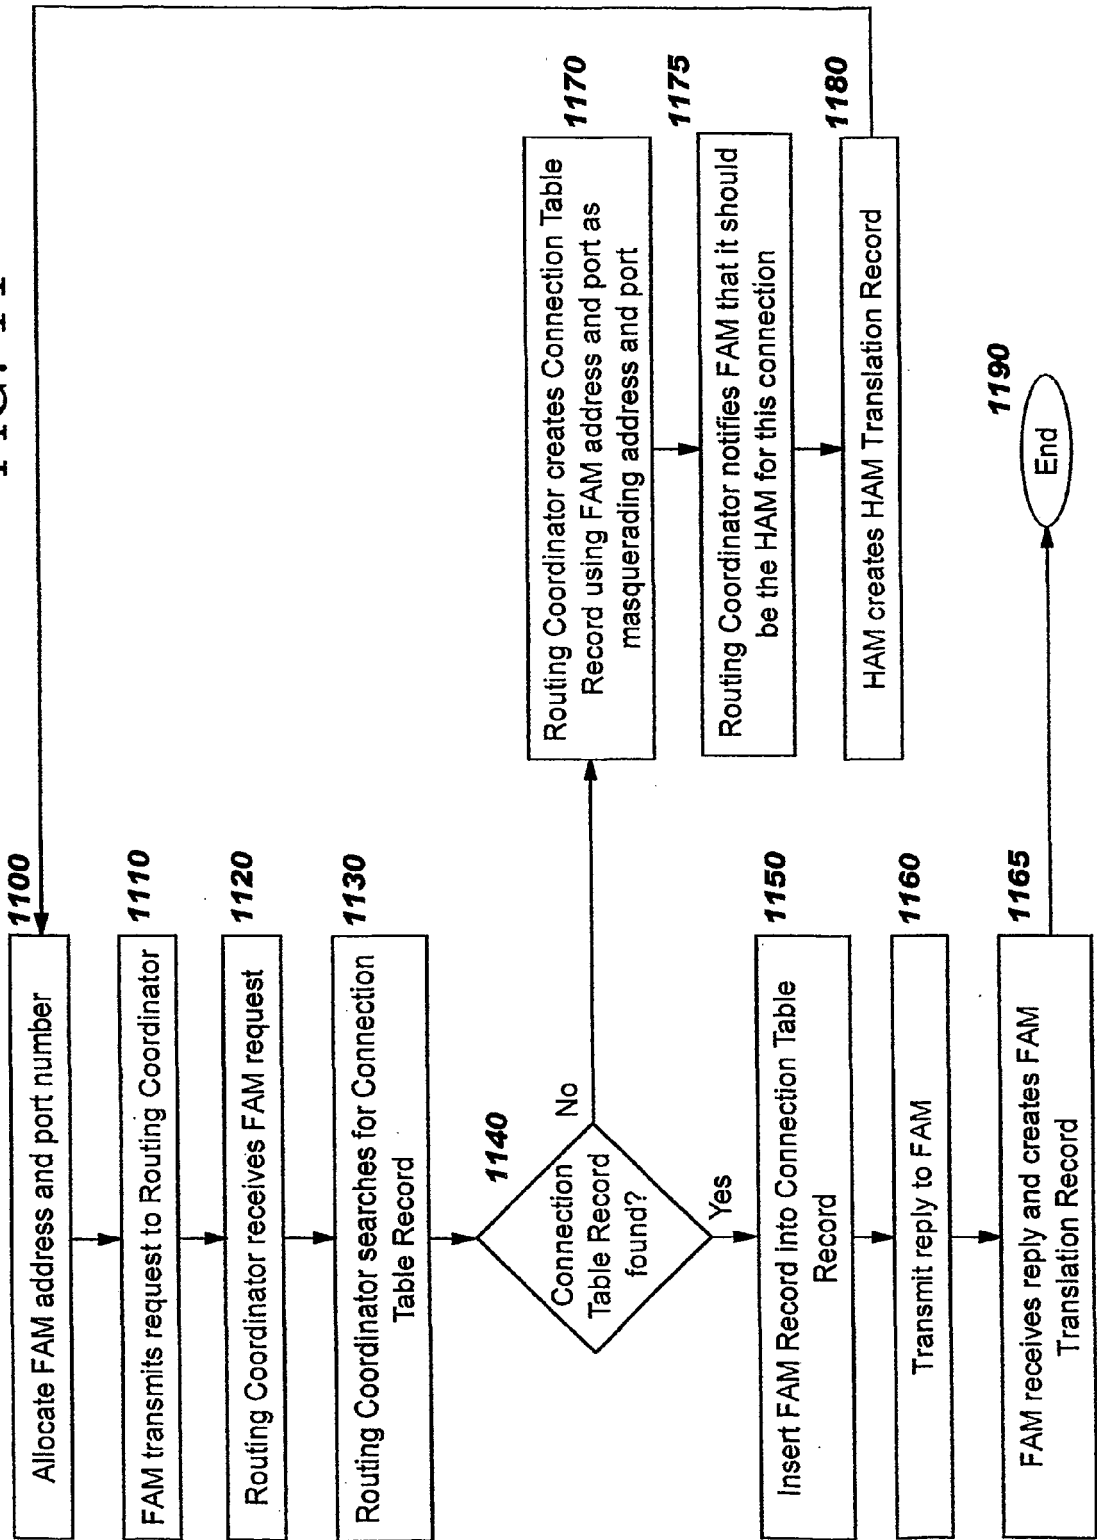 FIG. 11
1100
Allocate FAM address and port number
1110
FAM transmits request to Routing Coordinator
1120
Routing Coordinator receives FAM request
1130
Routing Coordinator searches for Connection
Table Record
1140
Connection
Table Record
found?
No
Yes
1150
Insert FAM Record into Connection Table
Record
1160
Transmit reply to FAM
1165
FAM receives reply and creates FAM
Translation Record
1170
Routing Coordinator creates Connection Table
Record using FAM address and port as
masquerading address and port
1175
Routing Coordinator notifies FAM that it should
be the HAM for this connection
1180
HAM creates HAM Translation Record
1190
End